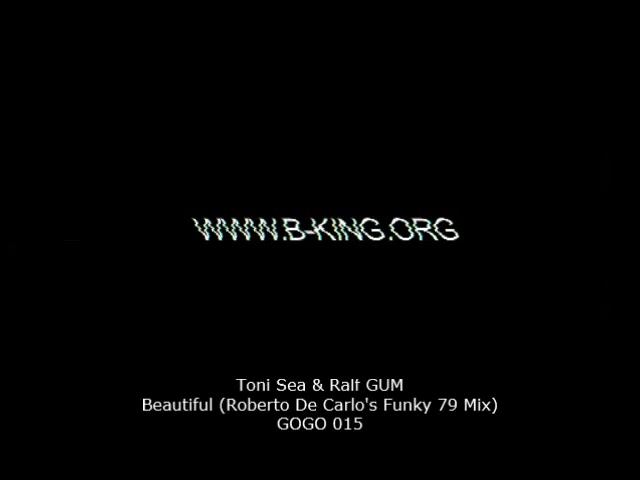 WWW.B-KING.ORG
Toni Sea & Ralf GUM
Beautiful (Roberto De Carlo's Funky 79 Mix)
GOGO 015